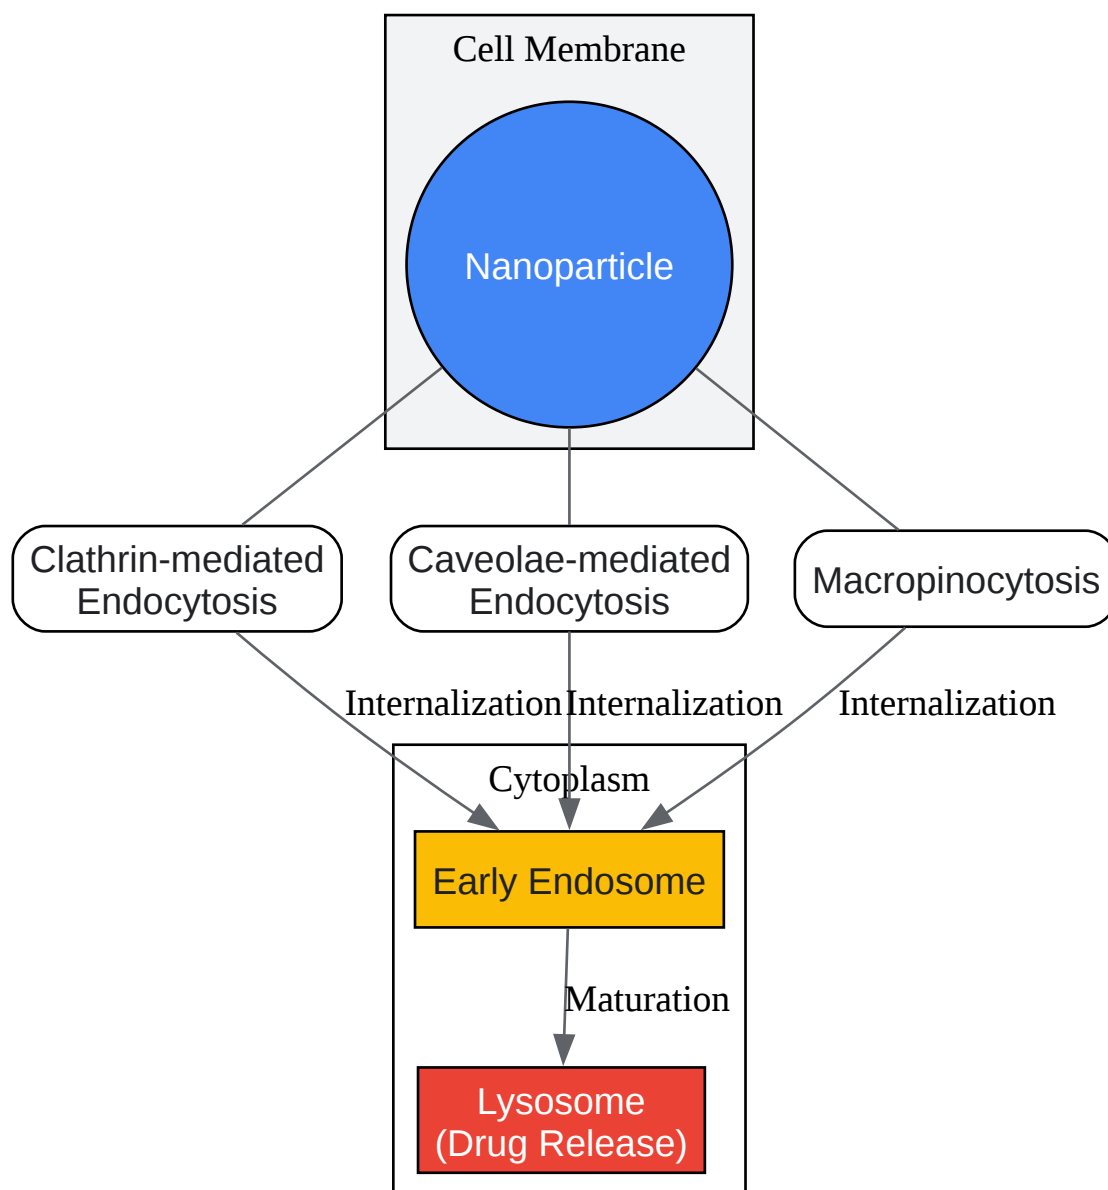 Cell Membrane
Nanoparticle
Clathrin-mediated
Endocytosis
Caveolae-mediated
Endocytosis
Macropinocytosis
Internalization
Internalization
Internalization
Cytoplasm
Early Endosome
Maturation
Lysosome
(Drug Release)